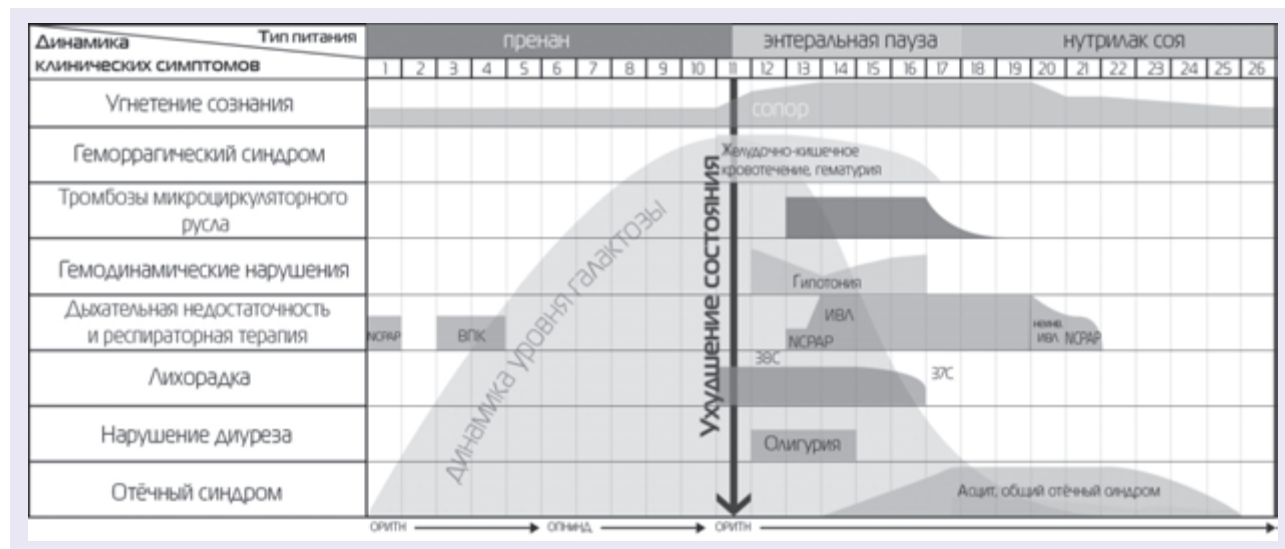 Динамика Тип питания
клинических симптомов
пренан энтеральная пауза нутрилак соя
1 2 3 4 5 6 7 8 9 10 11 12 13 14 15 16 17 18 19 20 21 22 23 24 25 26
Угнетение сознания
сопор
Геморрагический синдром
Желудочно-кишечное
кровотечение, гематурия
Тромбозы микроциркуляторного
русла
Гемодинамические нарушения
Гипотония
Дыхательная недостаточность
и респираторная терапия
NCPAP
ВПК
NCPAP
ИВЛ
неинв.
ИВЛ NCPAP
Лихорадка
38С
37С
Нарушение диуреза
Олигурия
Отёчный синдром
Асцит, общий отёчный синдром
динамика уровня галактозы
Ухудшение состояния
ОРИТН ОПНИНД ОРИТН